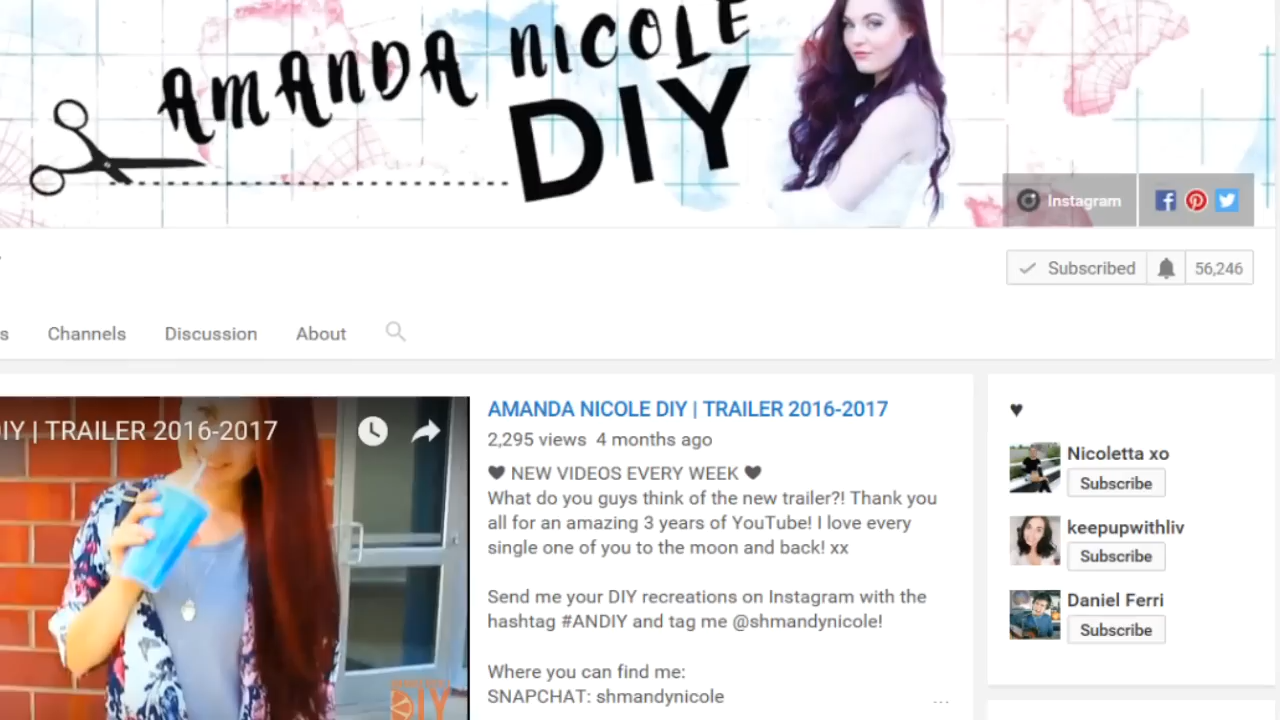 AMANDA NICOLE
DIY
Instagram
Subscribed
56,246
s
Channels
Discussion
About
IY | TRAILER 2016-2017
AMANDA NICOLE DIY | TRAILER 2016-2017
2,295 views 4 months ago
♥ NEW VIDEOS EVERY WEEK ♥
What do you guys think of the new trailer?! Thank you
all for an amazing 3 years of YouTube! I love every
single one of you to the moon and back! xx
Send me your DIY recreations on Instagram with the
hashtag #ANDIY and tag me @shmandynicole!
Where you can find me:
SNAPCHAT: shmandynicole
...
DIY
♥
Nicoletta xo
Subscribe
keepupwithliv
Subscribe
Daniel Ferri
Subscribe